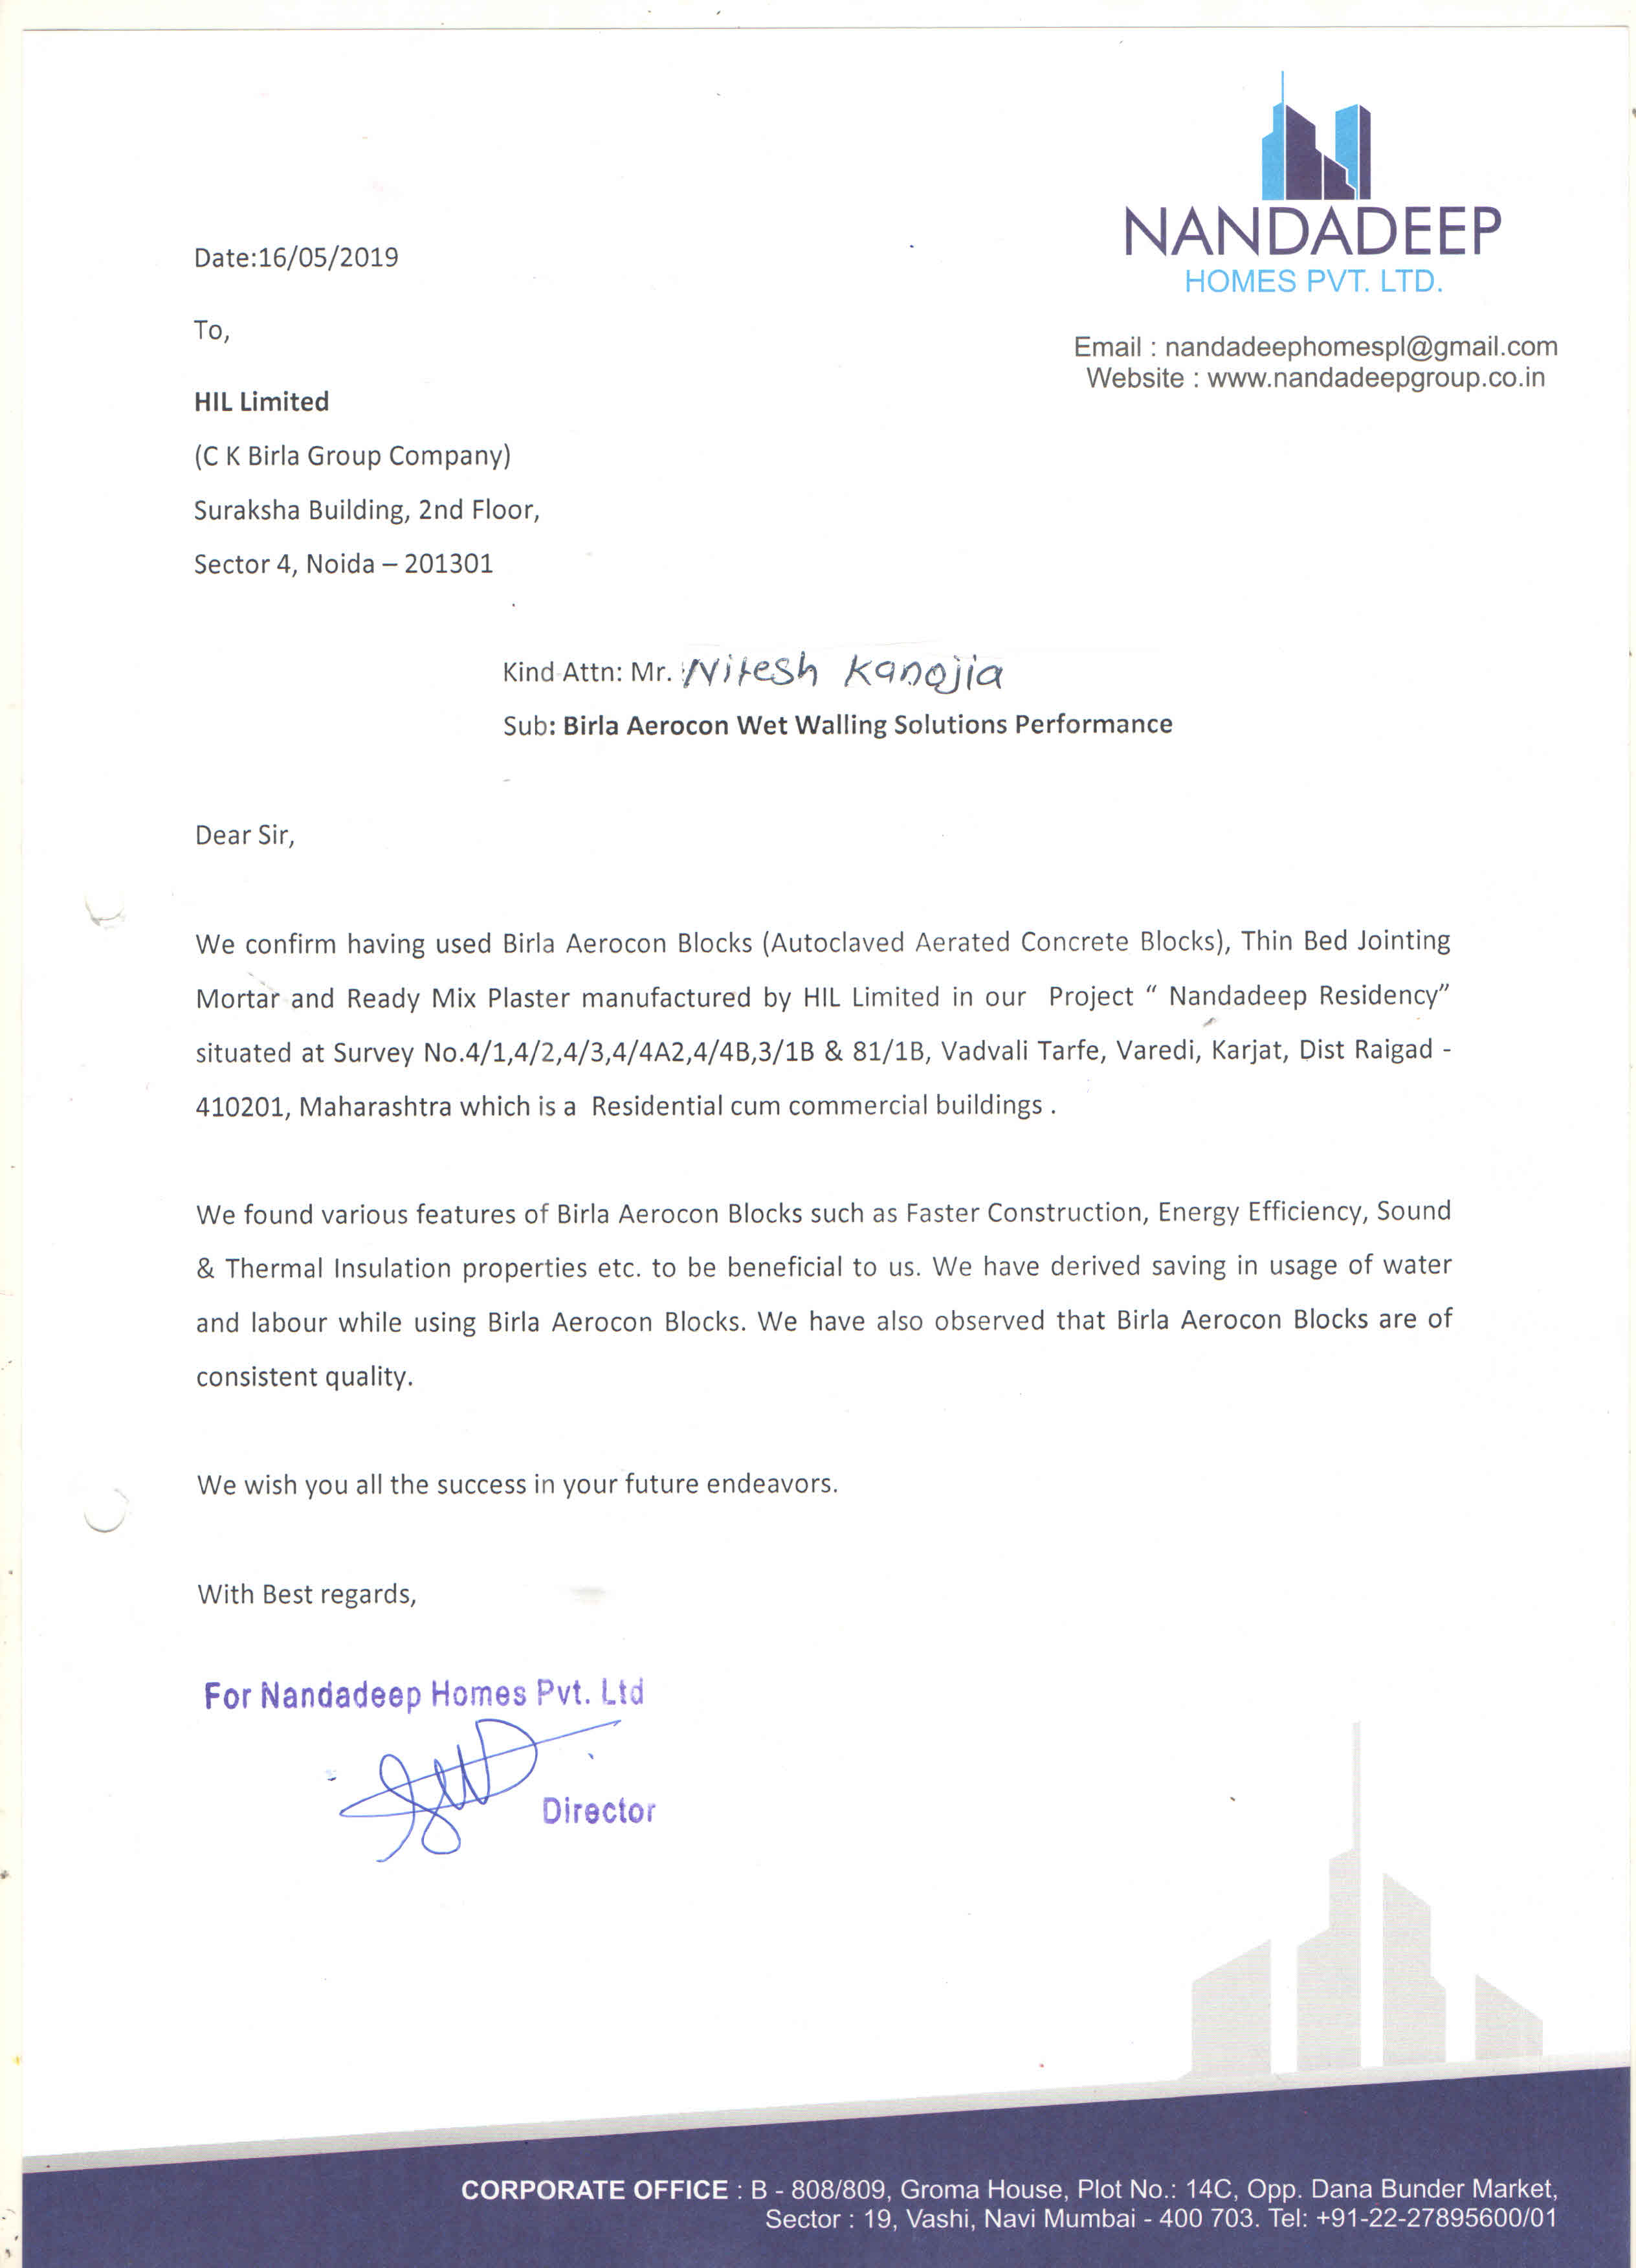 NANDADEEP
HOMES PVT. LTD.
Email : nandadeephomespl@gmail.com
Website : www.nandadeepgroup.co.in
Date:16/05/2019
To,
HIL Limited
(C K Birla Group Company)
Suraksha Building, 2nd Floor,
Sector 4, Noida – 201301
Kind Attn: Mr. Nitesh Kanojia
Sub: Birla Aerocon Wet Walling Solutions Performance
Dear Sir,
We confirm having used Birla Aerocon Blocks (Autoclaved Aerated Concrete Blocks), Thin Bed Jointing
Mortar and Ready Mix Plaster manufactured by HIL Limited in our Project “ Nandadeep Residency”
situated at Survey No.4/1,4/2,4/3,4/4A2,4/4B,3/1B & 81/1B, Vadvali Tarfe, Varedi, Karjat, Dist Raigad -
410201, Maharashtra which is a Residential cum commercial buildings .
We found various features of Birla Aerocon Blocks such as Faster Construction, Energy Efficiency, Sound
& Thermal Insulation properties etc. to be beneficial to us. We have derived saving in usage of water
and labour while using Birla Aerocon Blocks. We have also observed that Birla Aerocon Blocks are of
consistent quality.
We wish you all the success in your future endeavors.
With Best regards,
For Nandadeep Homes Pvt. Ltd
Director
CORPORATE OFFICE : B - 808/809, Groma House, Plot No.: 14C, Opp. Dana Bunder Market,
Sector : 19, Vashi, Navi Mumbai - 400 703. Tel: +91-22-27895600/01